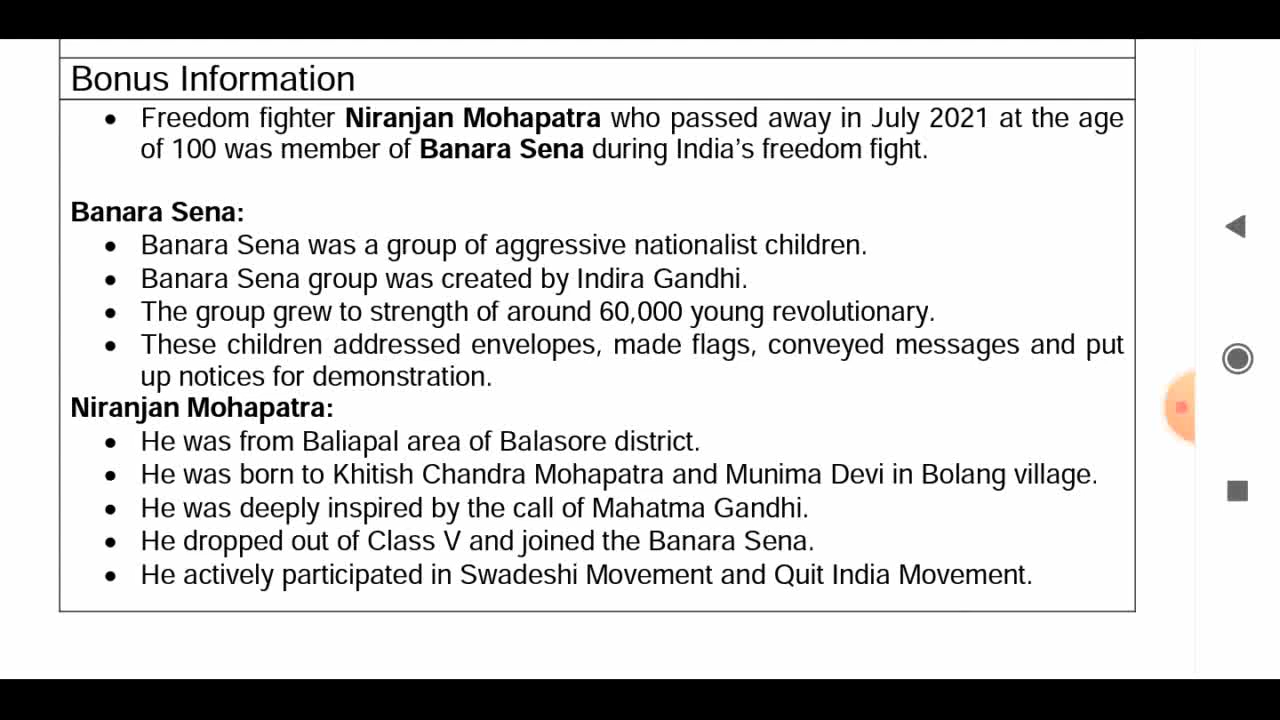 Bonus Information
• Freedom fighter Niranjan Mohapatra who passed away in July 2021 at the age
of 100 was member of Banara Sena during India’s freedom fight.
Banara Sena:
• Banara Sena was a group of aggressive nationalist children.
• Banara Sena group was created by Indira Gandhi.
• The group grew to strength of around 60,000 young revolutionary.
• These children addressed envelopes, made flags, conveyed messages and put
up notices for demonstration.
Niranjan Mohapatra:
• He was from Baliapal area of Balasore district.
• He was born to Khitish Chandra Mohapatra and Munima Devi in Bolang village.
• He was deeply inspired by the call of Mahatma Gandhi.
• He dropped out of Class V and joined the Banara Sena.
• He actively participated in Swadeshi Movement and Quit India Movement.